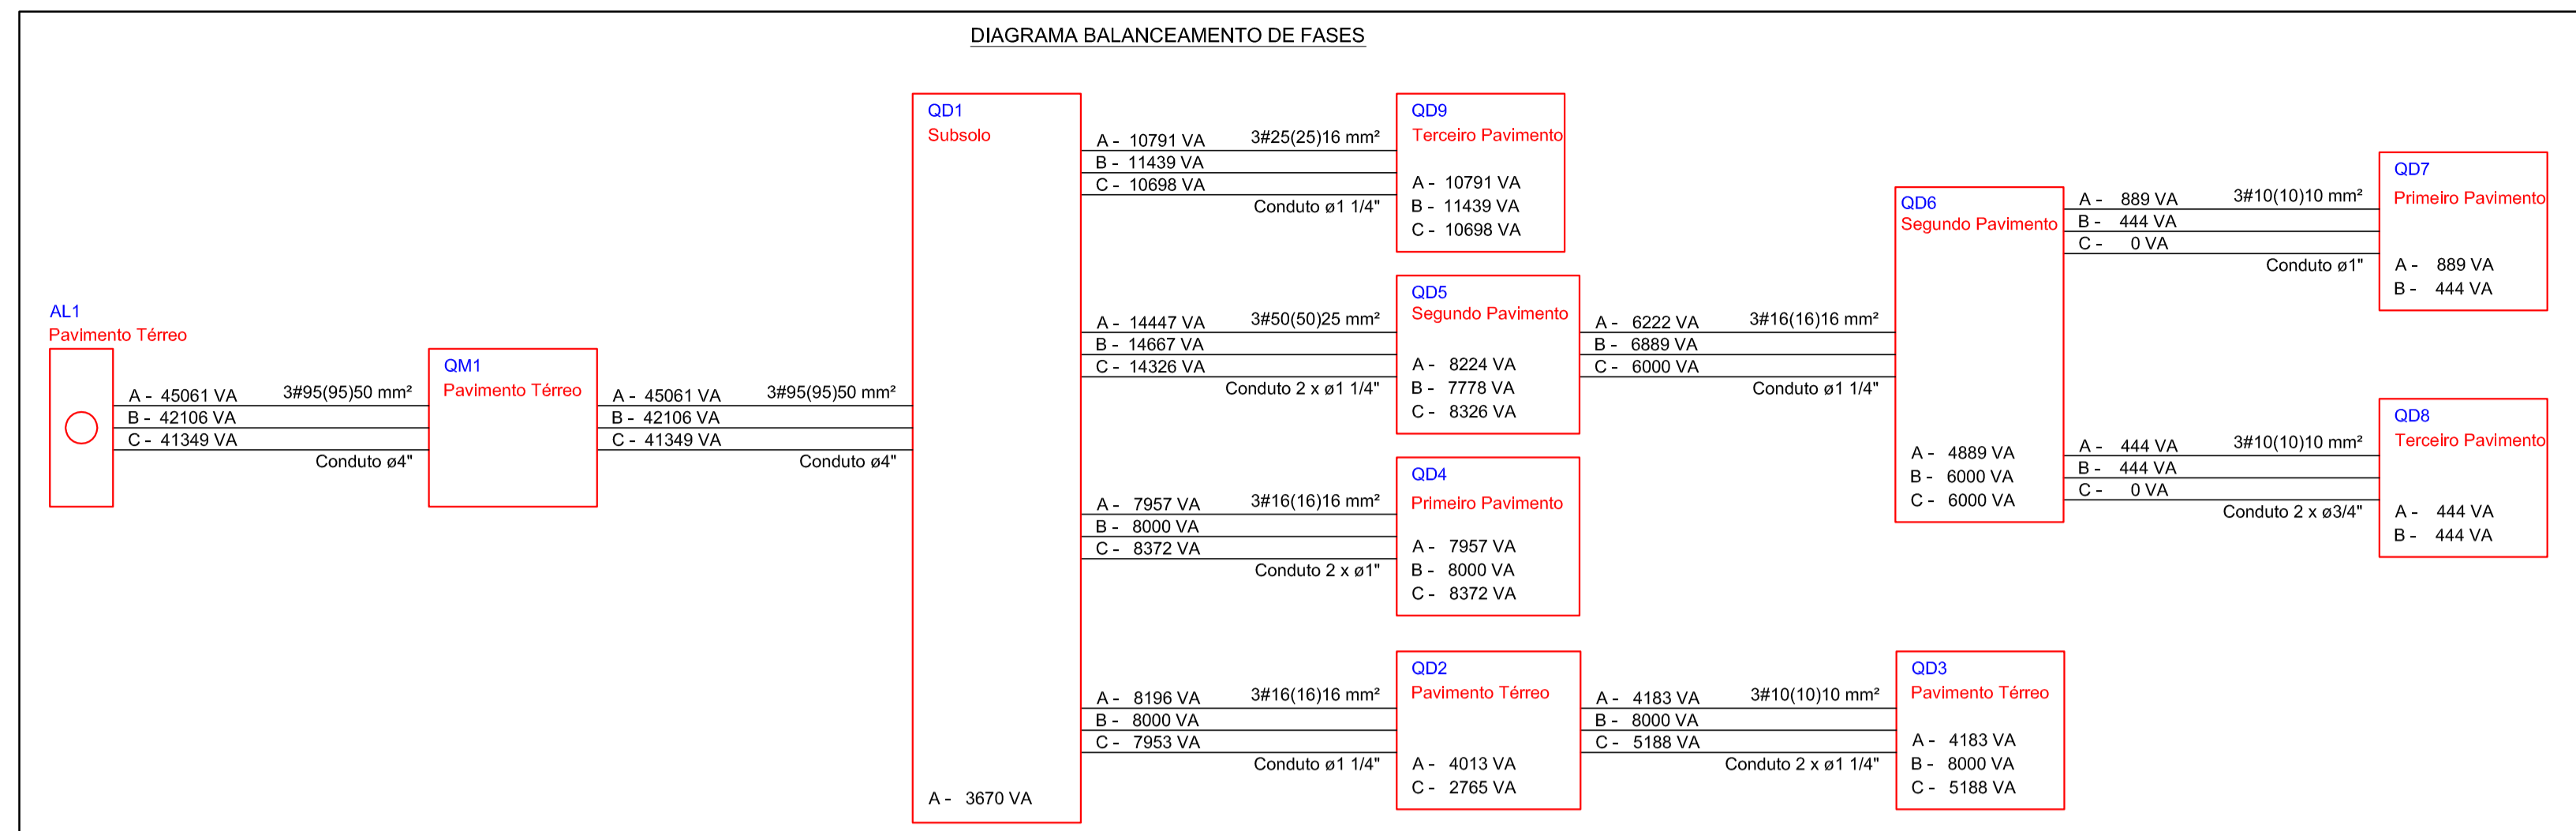 DIAGRAMA BALANCEAMENTO DE FASES
AL1
Pavimento Térreo
A - 45061 VA 3#95(95)50 mm²
B - 42106 VA
C - 41349 VA
Conduto ø4"
QM1
Pavimento Térreo
A - 45061 VA 3#95(95)50 mm²
B - 42106 VA
C - 41349 VA
Conduto ø4"
QD1
Subsolo
A - 3670 VA
A - 10791 VA 3#25(25)16 mm²
B - 11439 VA
C - 10698 VA
Conduto ø1 1/4"
QD9
Terceiro Pavimento
A - 10791 VA
B - 11439 VA
C - 10698 VA
A - 14447 VA 3#50(50)25 mm²
B - 14667 VA
C - 14326 VA
Conduto 2 x ø1 1/4"
QD5
Segundo Pavimento
A - 8224 VA
B - 7778 VA
C - 8326 VA
A - 6222 VA 3#16(16)16 mm²
B - 6889 VA
C - 6000 VA
Conduto ø1 1/4"
QD6
Segundo Pavimento
A - 4889 VA
B - 6000 VA
C - 6000 VA
A - 889 VA 3#10(10)10 mm²
B - 444 VA
C - 0 VA
Conduto ø1"
QD7
Primeiro Pavimento
A - 889 VA
B - 444 VA
A - 444 VA 3#10(10)10 mm²
B - 444 VA
C - 0 VA
Conduto 2 x ø3/4"
QD8
Terceiro Pavimento
A - 444 VA
B - 444 VA
A - 7957 VA 3#16(16)16 mm²
B - 8000 VA
C - 8372 VA
Conduto 2 x ø1"
QD4
Primeiro Pavimento
A - 7957 VA
B - 8000 VA
C - 8372 VA
A - 8196 VA 3#16(16)16 mm²
B - 8000 VA
C - 7953 VA
Conduto ø1 1/4"
QD2
Pavimento Térreo
A - 4013 VA
C - 2765 VA
A - 4183 VA 3#10(10)10 mm²
B - 8000 VA
C - 5188 VA
Conduto 2 x ø1 1/4"
QD3
Pavimento Térreo
A - 4183 VA
B - 8000 VA
C - 5188 VA